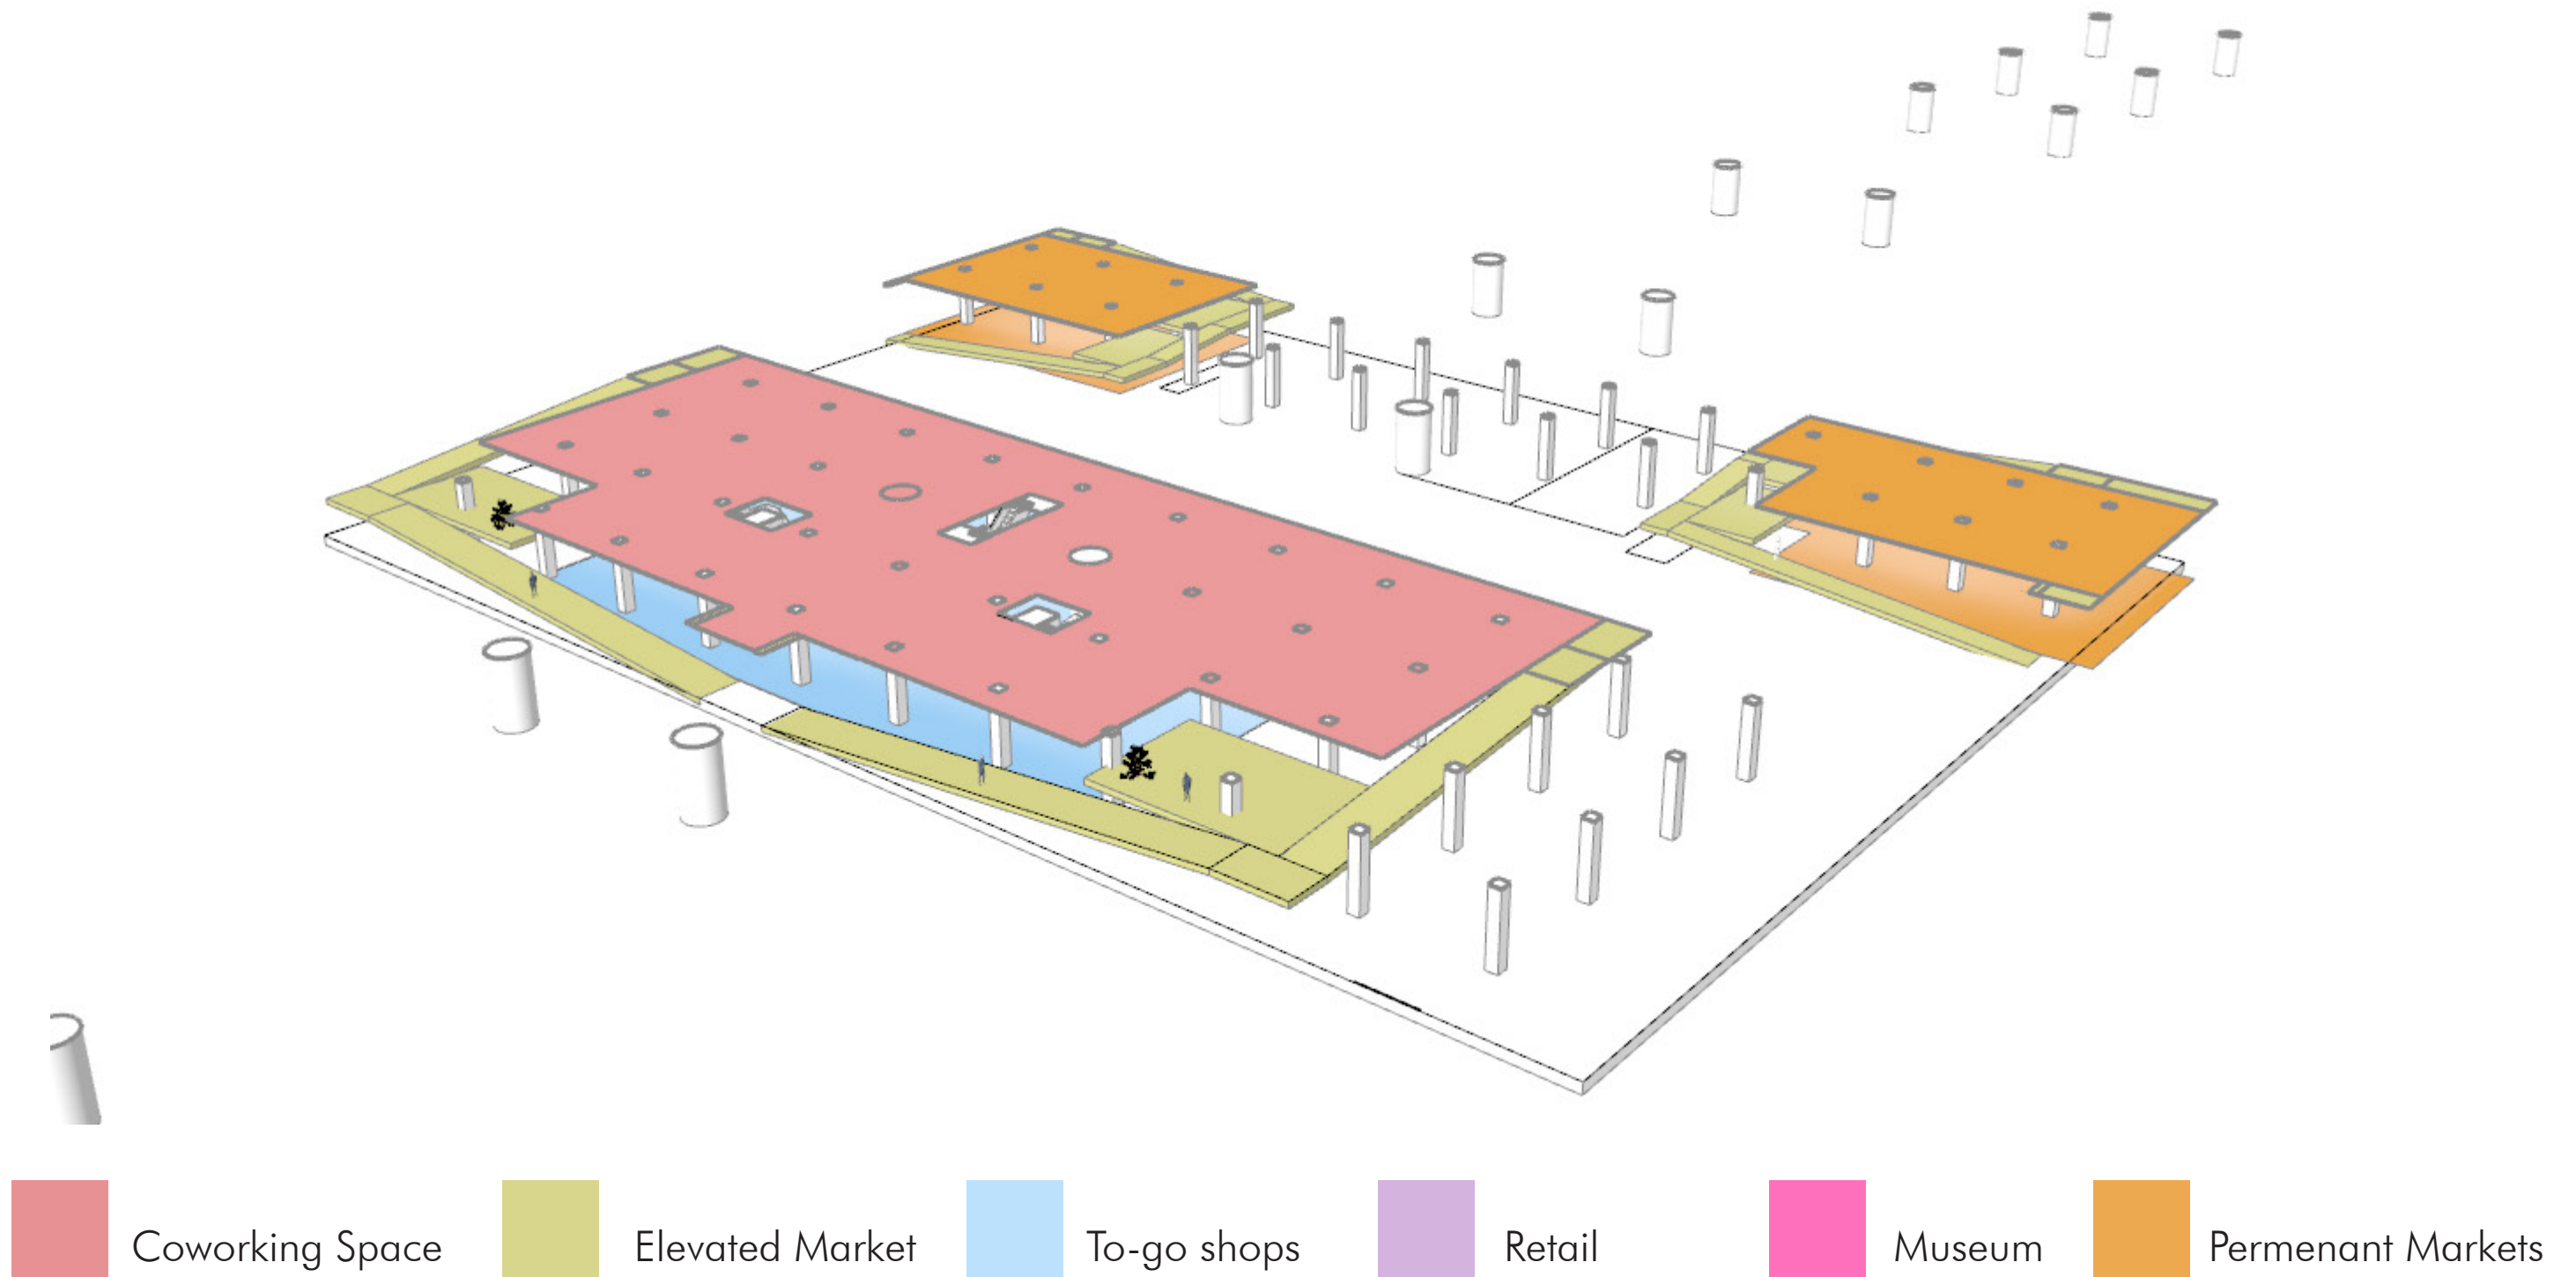 Coworking Space
Elevated Market
To-go shops
Retail
Museum
Permenant Markets